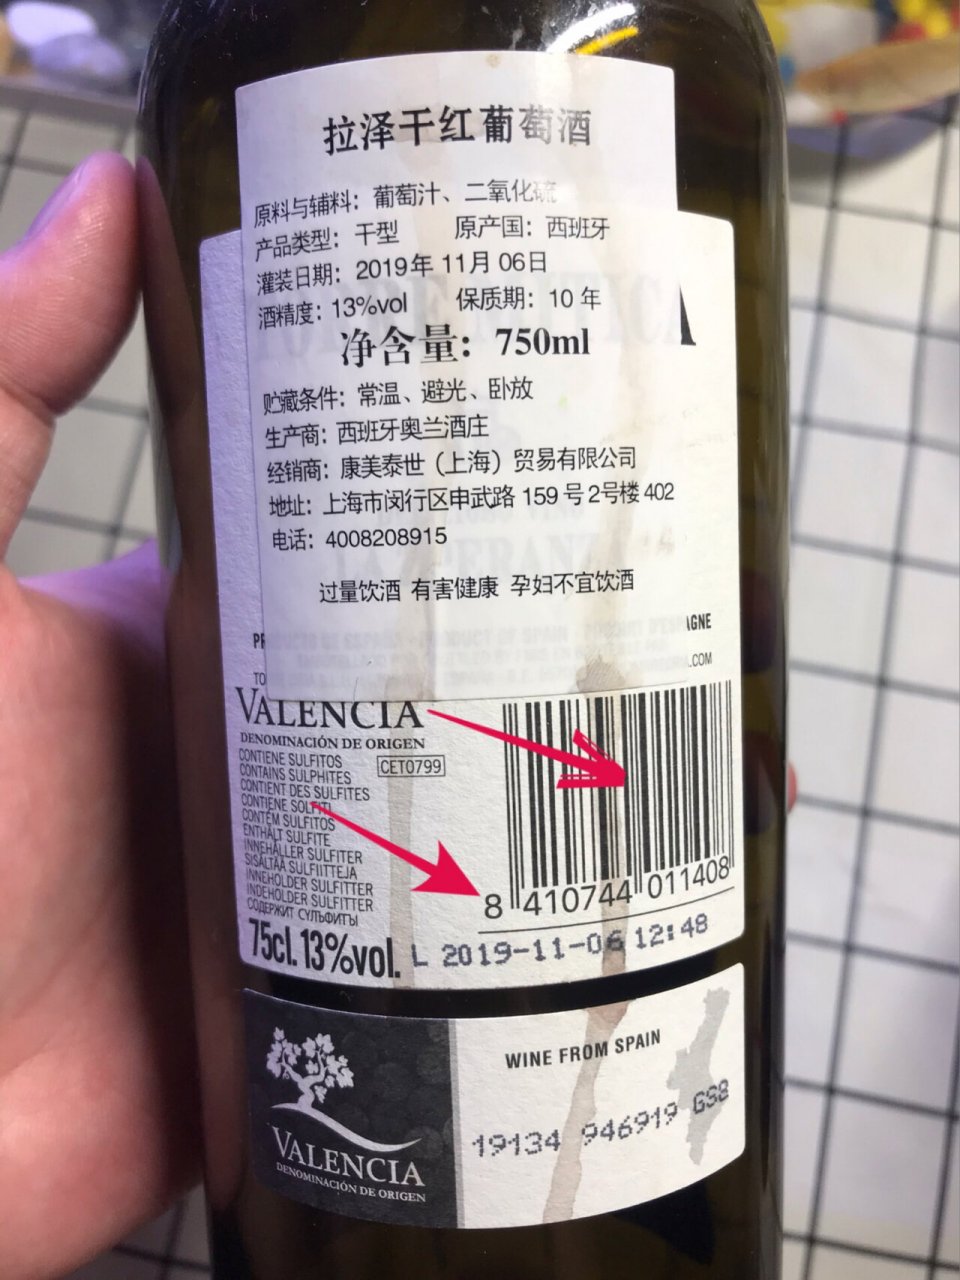 拉泽干红葡萄酒
原料与辅料：葡萄汁、二氧化硫
产品类型：干型 原产国：西班牙
灌装日期：2019年 11月 06日
酒精度：13%vol 保质期：10 年
净含量：750ml
贮藏条件：常温、避光、卧放
生产商：西班牙奥兰酒庄
经销商：康美泰世（上海）贸易有限公司
地址：上海市闵行区申武路 159 号 2号楼 402
电话：4008208915
过量饮酒 有害健康 孕妇不宜饮酒
VALENCIA
DENOMINACIÓN DE ORIGEN
CONTIENE SULFITOS
CONTAINS SULPHITES
CET0799
CONTIENT DES SULFITES
CONTIENE SOLFITI
CONTÉM SULFITOS
ENTHÄLT SULFITE
INNEHÅLLER SULFITER
SISÄLTÄÄ SULFIITTEJA
INNEHOLDER SULFITTER
INDEHOLDER SULFITTER
СОДЕРЖИТ СУЛЬФИТЫ
8 410744 011408
75cl. 13%vol. L 2019-11-06 12:48
WINE FROM SPAIN
19134 946919 GS8
VALENCIA
DENOMINACIÓN DE ORIGEN